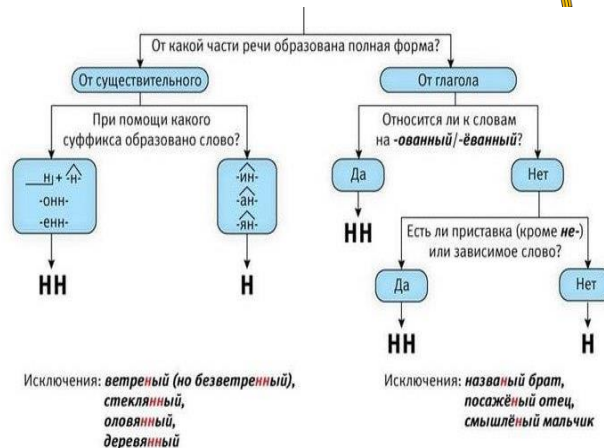 От какой части речи образована полная форма?
От существительного
От глагола
При помощи какого
суффикса образовано слово?
Относится ли к словам
на -ованный/-ёванный?
н + -н-
-онн-
-енн-
-ин-
-ан-
-ян-
Да
Нет
НН
Н
НН
Есть ли приставка (кроме не-)
или зависимое слово?
Да
Нет
НН
Н
Исключения: ветреный (но безветренный),
стеклянный,
оловянный,
деревянный
Исключения: названый брат,
посажёный отец,
смышлёный мальчик